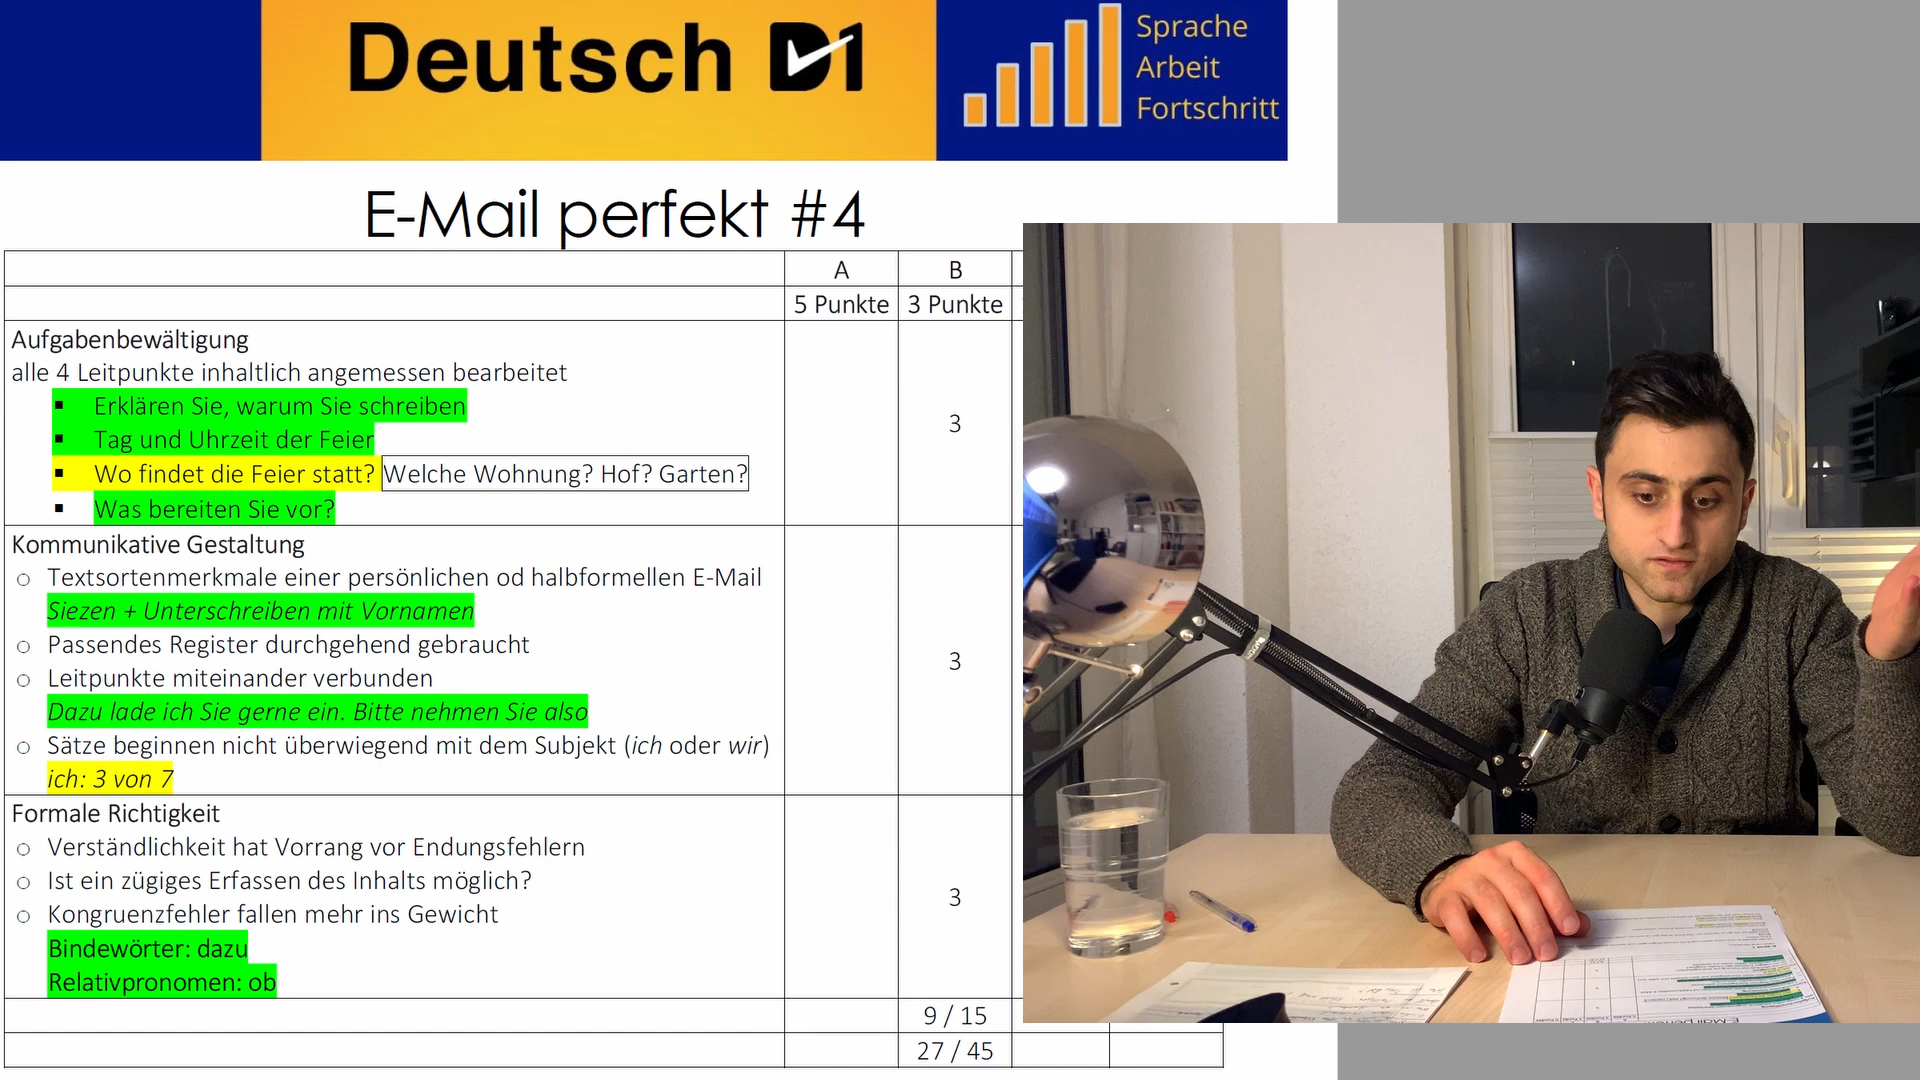 Deutsch D1
Sprache
Arbeit
Fortschritt
E-Mail perfekt #4
A B
5 Punkte 3 Punkte
Aufgabenbewältigung
alle 4 Leitpunkte inhaltlich angemessen bearbeitet
▪ Erklären Sie, warum Sie schreiben
▪ Tag und Uhrzeit der Feier
▪ Wo findet die Feier statt? Welche Wohnung? Hof? Garten?
▪ Was bereiten Sie vor?
3
Kommunikative Gestaltung
○ Textsortenmerkmale einer persönlichen od halbformellen E-Mail
Siezen + Unterschreiben mit Vornamen
○ Passendes Register durchgehend gebraucht
○ Leitpunkte miteinander verbunden
Dazu lade ich Sie gerne ein. Bitte nehmen Sie also
○ Sätze beginnen nicht überwiegend mit dem Subjekt (ich oder wir)
ich: 3 von 7
3
Formale Richtigkeit
○ Verständlichkeit hat Vorrang vor Endungsfehlern
○ Ist ein zügiges Erfassen des Inhalts möglich?
○ Kongruenzfehler fallen mehr ins Gewicht
Bindewörter: dazu
Relativpronomen: ob
3
9 / 15
27 / 45